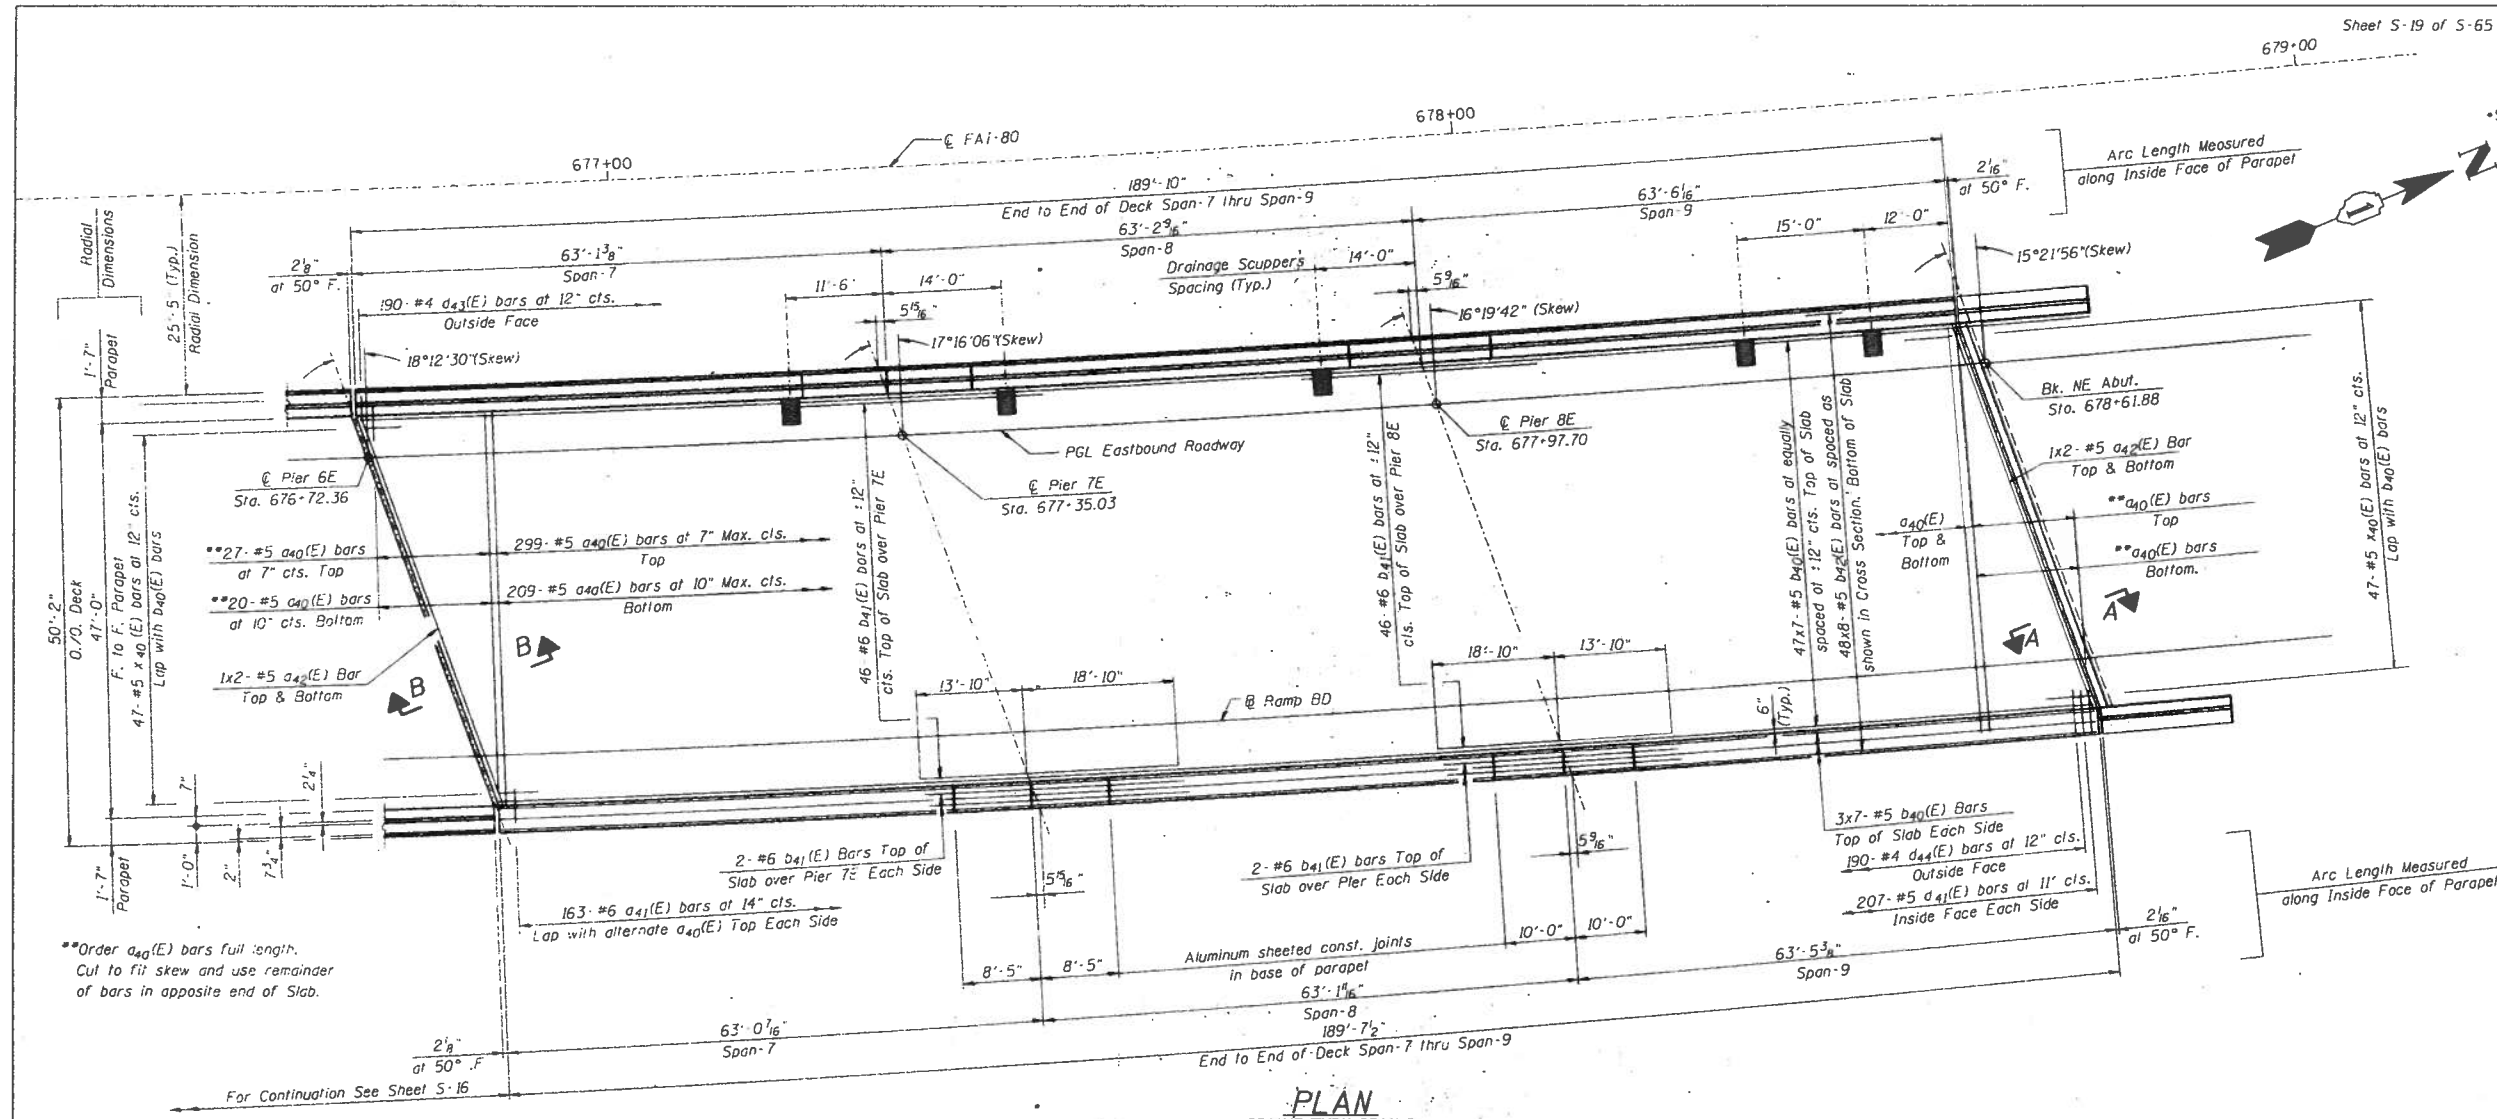 Sheet S-19 of S-65
679+00
678+00
℄ FAI-80
677+00
Arc Length Measured
along Inside Face of Parapet
2 1/16"
at 50° F.
189'-10"
End to End of Deck Span-7 thru Span-9
63'-6 1/16"
Span-9
63'-2 9/16"
Span-8
63'-1 3/8"
Span-7
2 1/8"
at 50° F.
Radial
Dimensions
25'-5 (Typ.)
Radial Dimension
1'-7"
Parapet
15'-0"
12'-0"
15°21'56"(Skew)
Drainage Scuppers
Spacing (Typ.)
14'-0"
5 9/16"
16°19'42" (Skew)
11'-6
14'-0"
5 15/16"
17°16'06"(Skew)
190-#4 d43(E) bars at 12" cts.
Outside Face
18°12'30"(Skew)
1
N
Bk. NE Abut.
Sta. 678+61.88
℄ Pier 8E
Sta. 677+97.70
PGL Eastbound Roadway
℄ Pier 7E
Sta. 677+35.03
℄ Pier 6E
Sta. 676+72.36
50'-2"
O./O. Deck
47'-0"
F. to F. Parapet
47-#5 x40(E) bars at 12" cts.
Lap with b40(E) bars
**27-#5 a40(E) bars
at 7" cts. Top
**20-#5 a40(E) bars
at 10" cts. Bottom
299-#5 a40(E) bars at 7" Max. cts.
Top
209-#5 a40(E) bars at 10" Max. cts.
Bottom
1x2-#5 a42(E) Bar
Top & Bottom
B
B
46-#6 b41(E) bars at ±12"
cts. Top of Slab over Pier 7E
46-#6 b41(E) bars at ±12"
cts. Top of Slab over Pier 8E
47x7-#5 b40(E) bars at equally
spaced at ±12" cts. Top of Slab
48x8-#5 b42(E) bars at spaced as
shown in Cross Section, Bottom of Slab
1x2-#5 a42(E) Bar
Top & Bottom
a40(E)
Top &
Bottom
**a40(E) bars
Top
**a40(E) bars
Bottom.
47-#5 x40(E) bars at 12" cts.
Lap with b40(E) bars
A
A
13'-10"
18'-10"
18'-10"
13'-10"
℄ Ramp BD
6"
(Typ.)
7"
2 1/4"
1'-0"
2"
7 3/4"
1'-7"
Parapet
3x7-#5 b40(E) Bars
Top of Slab Each Side
190-#4 d44(E) bars at 12" cts.
Outside Face
207-#5 d41(E) bars at 11' cts.
Inside Face Each Side
2-#6 b41(E) Bars Top of
Slab over Pier 7E Each Side
2-#6 b41(E) bars Top of
Slab over Pier Each Side
5 15/16"
5 9/16"
163-#6 a41(E) bars at 14" cts.
Lap with alternate a40(E) Top Each Side
Arc Length Measured
along Inside Face of Parapet
2 1/16"
at 50° F.
**Order a40(E) bars full length.
Cut to fit skew and use remainder
of bars in opposite end of Slab.
8'-5"
8'-5"
Aluminum sheeted const. joints
in base of parapet
10'-0"
10'-0"
63'-5 3/8"
Span-9
63'-1 11/16"
Span-8
63'-0 7/16"
Span-7
189'-7 1/2"
End to End of Deck Span-7 thru Span-9
2 1/8"
at 50° F
For Continuation See Sheet S-16
PLAN